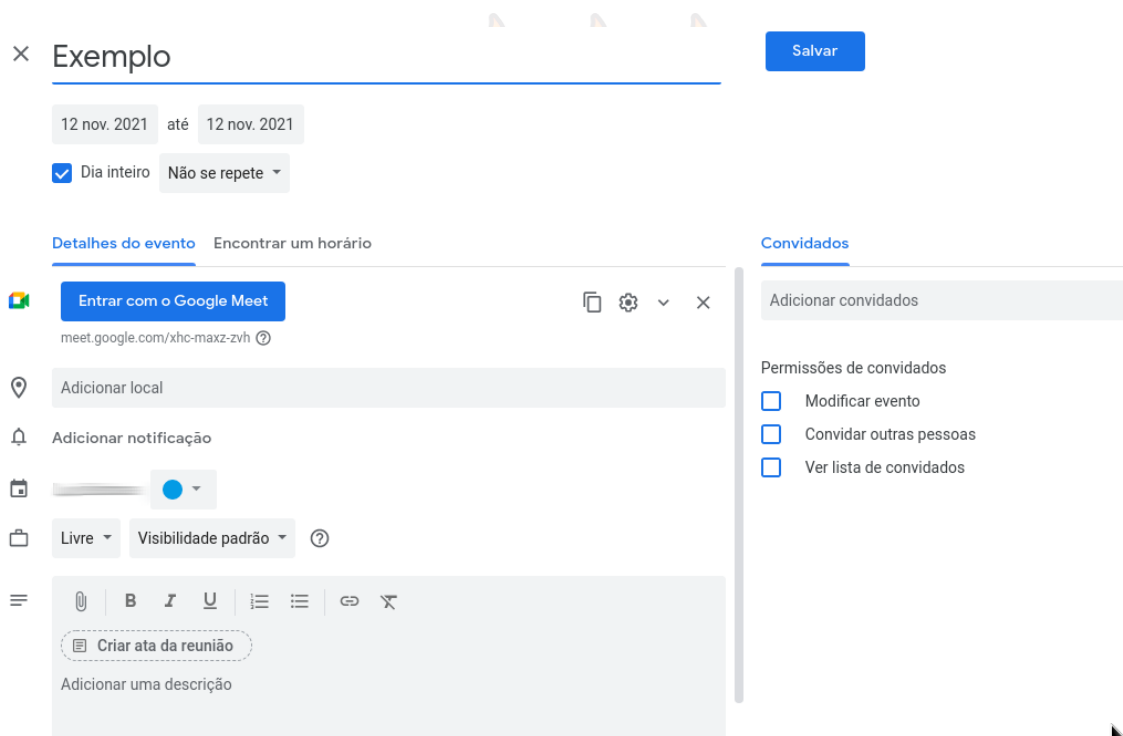 Exemplo
Salvar
12 nov. 2021 até 12 nov. 2021
Dia inteiro Não se repete
Detalhes do evento Encontrar um horário
Convidados
Entrar com o Google Meet
meet.google.com/xhc-maxz-zvh
Adicionar convidados
Adicionar local
Permissões de convidados
Modificar evento
Convidar outras pessoas
Ver lista de convidados
Adicionar notificação
Livre Visibilidade padrão
B I U
Criar ata da reunião
Adicionar uma descrição